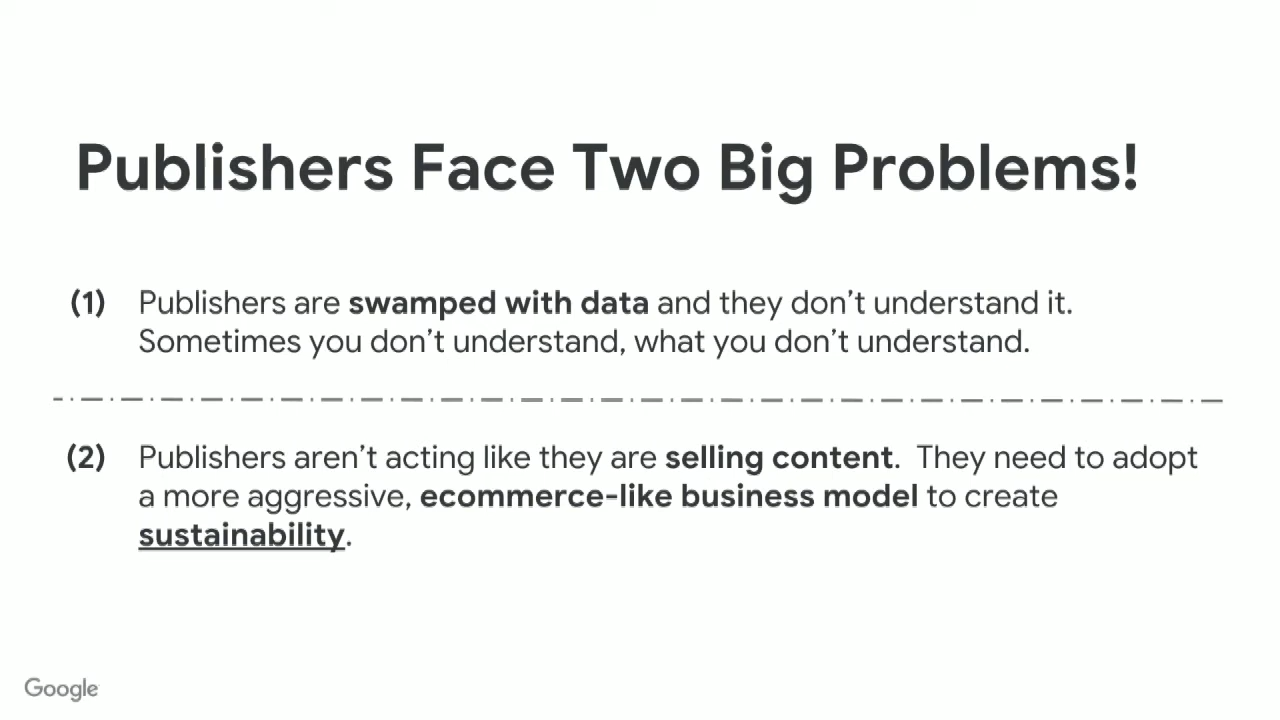 Publishers Face Two Big Problems!
(1) Publishers are swamped with data and they don’t understand it.
Sometimes you don’t understand, what you don’t understand.
(2) Publishers aren’t acting like they are selling content. They need to adopt
a more aggressive, ecommerce-like business model to create
sustainability.
Google